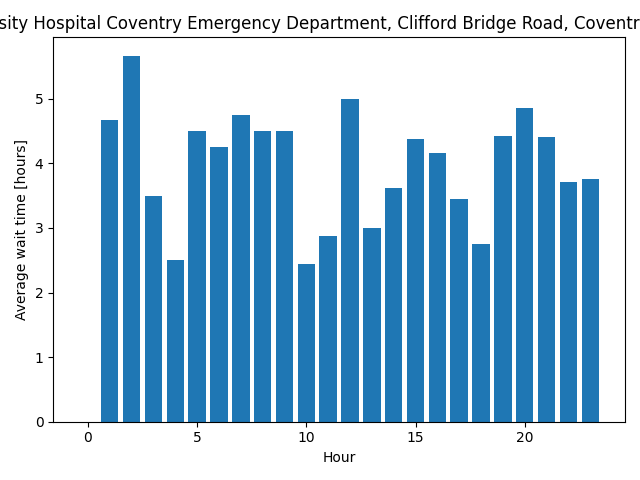 sity Hospital Coventry Emergency Department, Clifford Bridge Road, Coventr
Average wait time [hours]
5
4
3
2
1
0
0 5 10 15 20
Hour